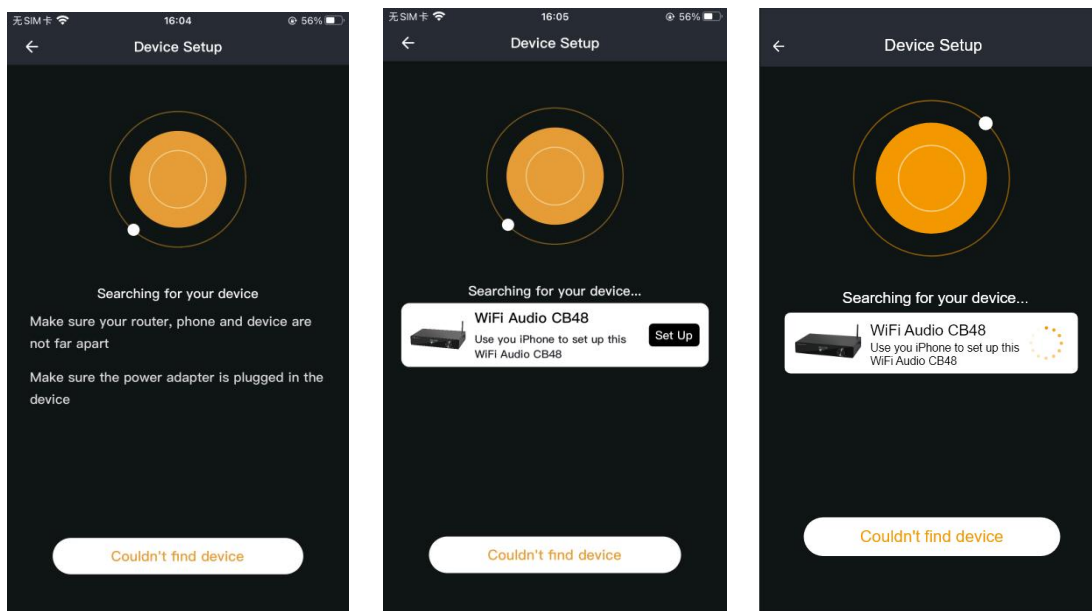 无SIM卡 16:04 56%
Device Setup
Searching for your device
Make sure your router, phone and device are
not far apart
Make sure the power adapter is plugged in the
device
Couldn't find device
无SIM卡 16:05 56%
Device Setup
Searching for your device...
WiFi Audio CB48
Use you iPhone to set up this
WiFi Audio CB48
Set Up
Couldn't find device
Device Setup
Searching for your device...
WiFi Audio CB48
Use you iPhone to set up this
WiFi Audio CB48
Couldn't find device